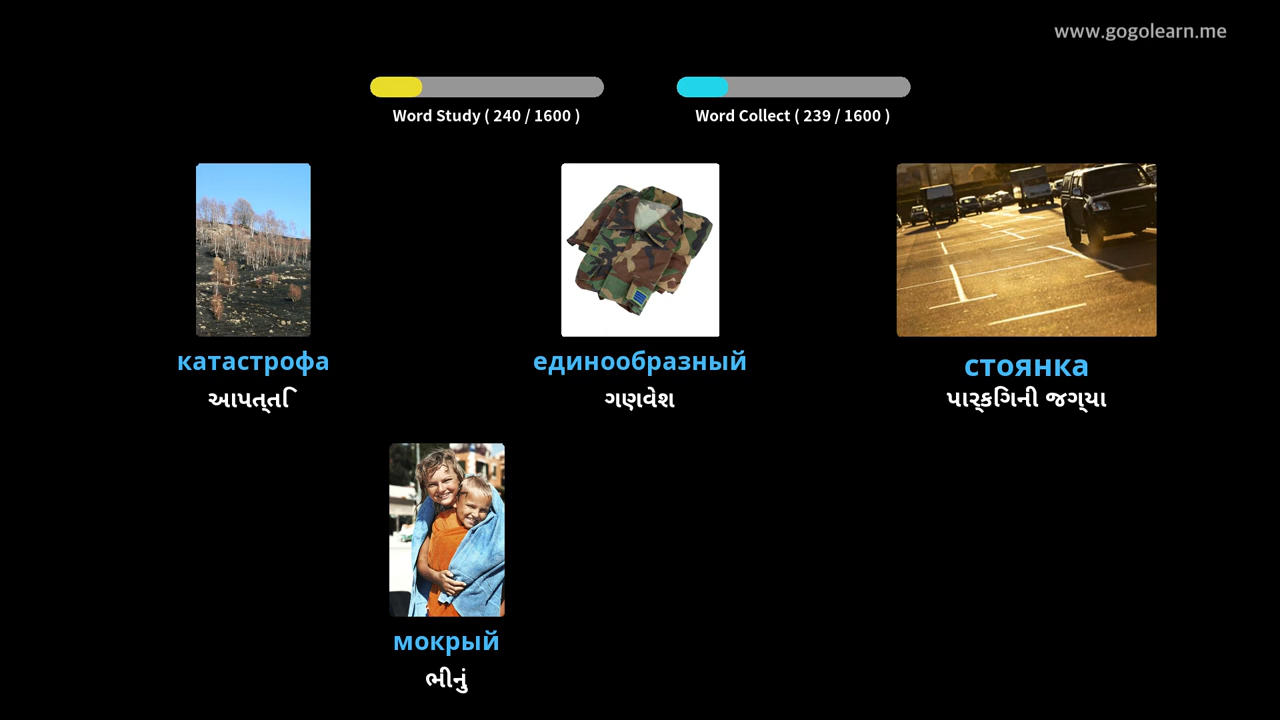 www.gogolearn.me
Word Study ( 240 / 1600 )
Word Collect ( 239 / 1600 )
катастрофа
единообразный
стоянка
આપત્તિ
ગણવેશ
પાર્કિંગની જગ્યા
мокрый
ભીનું